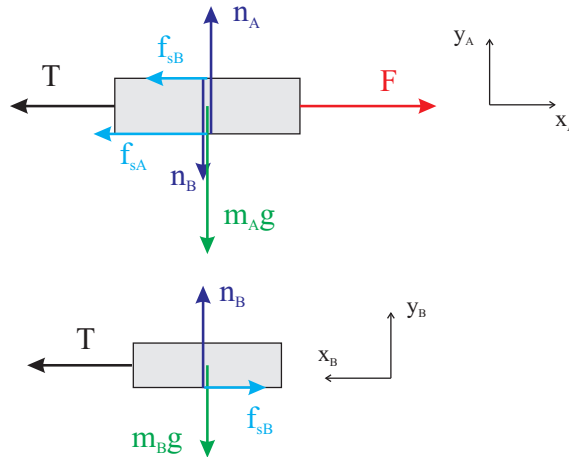 n_A
y_A
f_sB
T
F
x_A
f_sA
n_B
m_Ag
n_B
y_B
T
x_B
f_sB
m_Bg